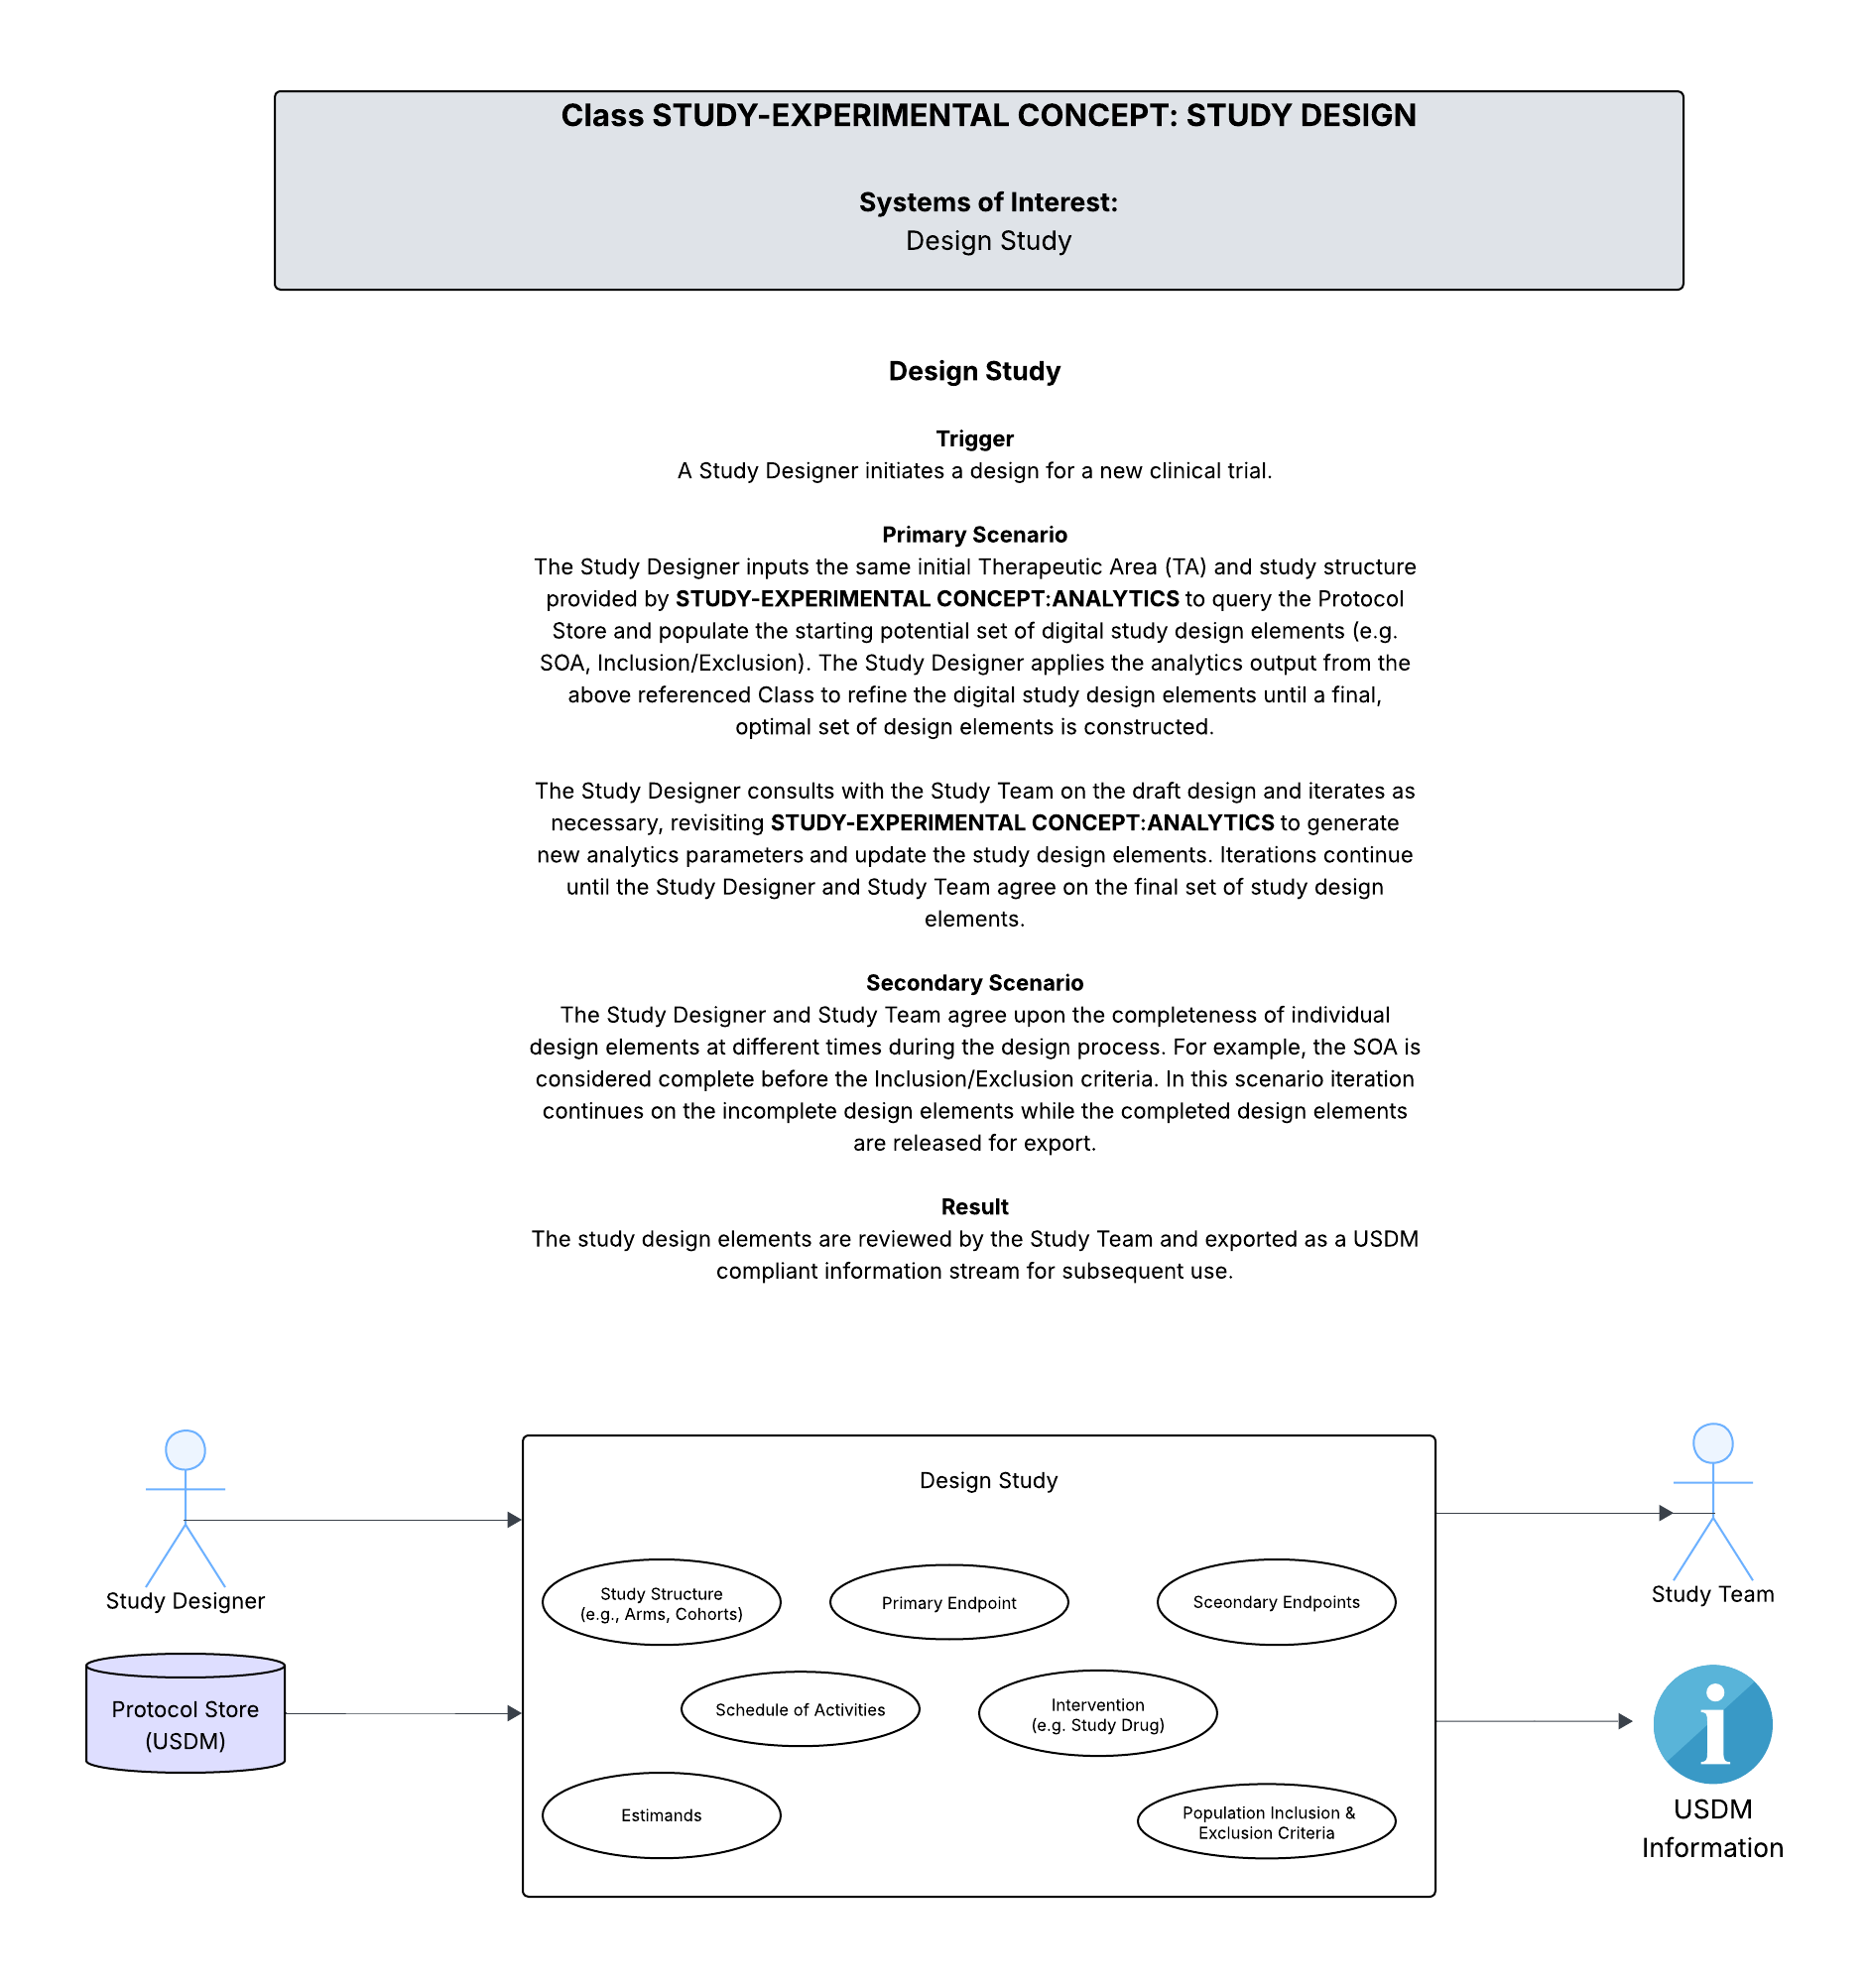 Class STUDY-EXPERIMENTAL CONCEPT: STUDY DESIGN
Systems of Interest:
Design Study
Design Study
Trigger
A Study Designer initiates a design for a new clinical trial.
Primary Scenario
The Study Designer inputs the same initial Therapeutic Area (TA) and study structure
provided by STUDY-EXPERIMENTAL CONCEPT:ANALYTICS to query the Protocol
Store and populate the starting potential set of digital study design elements (e.g.
SOA, Inclusion/Exclusion). The Study Designer applies the analytics output from the
above referenced Class to refine the digital study design elements until a final,
optimal set of design elements is constructed.
The Study Designer consults with the Study Team on the draft design and iterates as
necessary, revisiting STUDY-EXPERIMENTAL CONCEPT:ANALYTICS to generate
new analytics parameters and update the study design elements. Iterations continue
until the Study Designer and Study Team agree on the final set of study design
elements.
Secondary Scenario
The Study Designer and Study Team agree upon the completeness of individual
design elements at different times during the design process. For example, the SOA is
considered complete before the Inclusion/Exclusion criteria. In this scenario iteration
continues on the incomplete design elements while the completed design elements
are released for export.
Result
The study design elements are reviewed by the Study Team and exported as a USDM
compliant information stream for subsequent use.
Study Designer
Protocol Store
(USDM)
Design Study
Study Structure
(e.g., Arms, Cohorts)
Primary Endpoint
Sceondary Endpoints
Schedule of Activities
Intervention
(e.g. Study Drug)
Estimands
Population Inclusion &
Exclusion Criteria
Study Team
USDM
Information